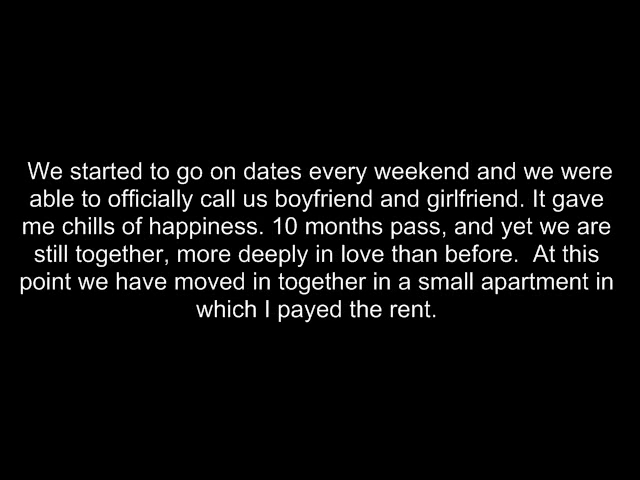 We started to go on dates every weekend and we were
able to officially call us boyfriend and girlfriend. It gave
me chills of happiness. 10 months pass, and yet we are
still together, more deeply in love than before.  At this
point we have moved in together in a small apartment in
which I payed the rent.